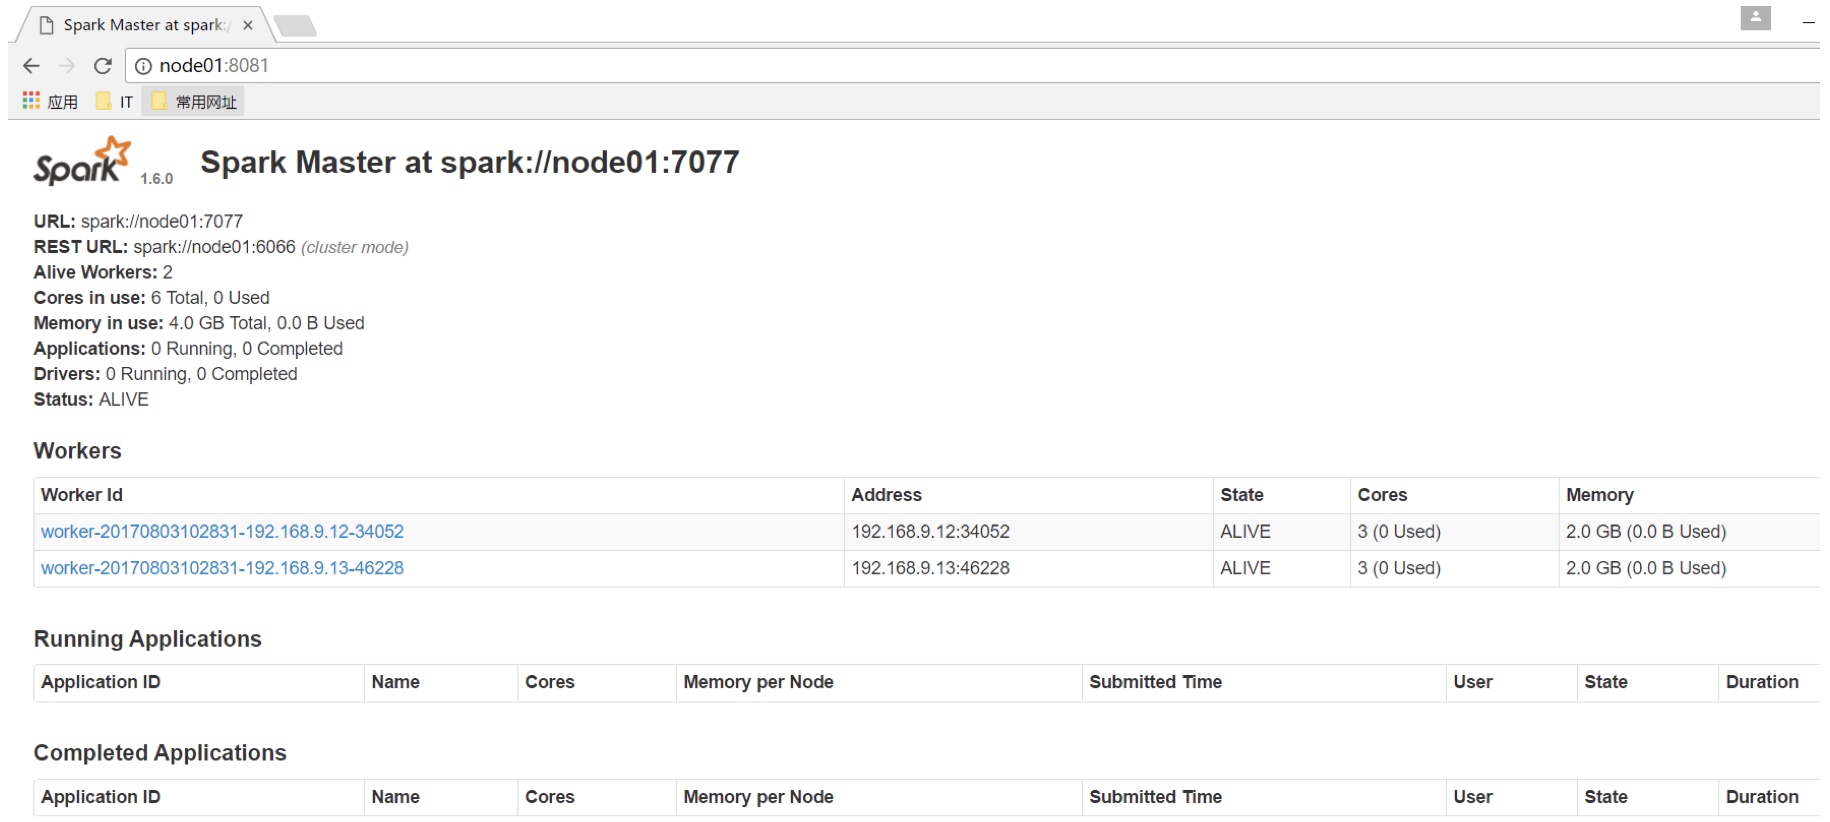 Spark Master at spark:/
node01:8081
应用 IT 常用网址
Spark 1.6.0 Spark Master at spark://node01:7077
URL: spark://node01:7077
REST URL: spark://node01:6066 (cluster mode)
Alive Workers: 2
Cores in use: 6 Total, 0 Used
Memory in use: 4.0 GB Total, 0.0 B Used
Applications: 0 Running, 0 Completed
Drivers: 0 Running, 0 Completed
Status: ALIVE
Workers
Worker Id Address State Cores Memory
worker-20170803102831-192.168.9.12-34052 192.168.9.12:34052 ALIVE 3 (0 Used) 2.0 GB (0.0 B Used)
worker-20170803102831-192.168.9.13-46228 192.168.9.13:46228 ALIVE 3 (0 Used) 2.0 GB (0.0 B Used)
Running Applications
Application ID Name Cores Memory per Node Submitted Time User State Duration
Completed Applications
Application ID Name Cores Memory per Node Submitted Time User State Duration